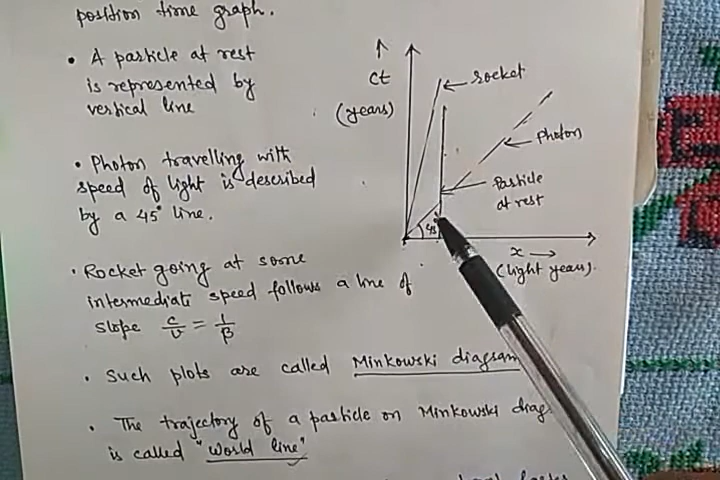 position time graph.
• A particle at rest
is represented by
vertical line
• Photon travelling with
speed of light is described
by a 45° line.
• Rocket going at some
intermediate speed follows a line of
slope c/v = 1/β
• Such plots are called Minkowski diagram
• The trajectory of a particle on Minkowski diag
is called "World line"
ct
(years)
rocket
photon
Particle
at rest
45°
x →
(light years).